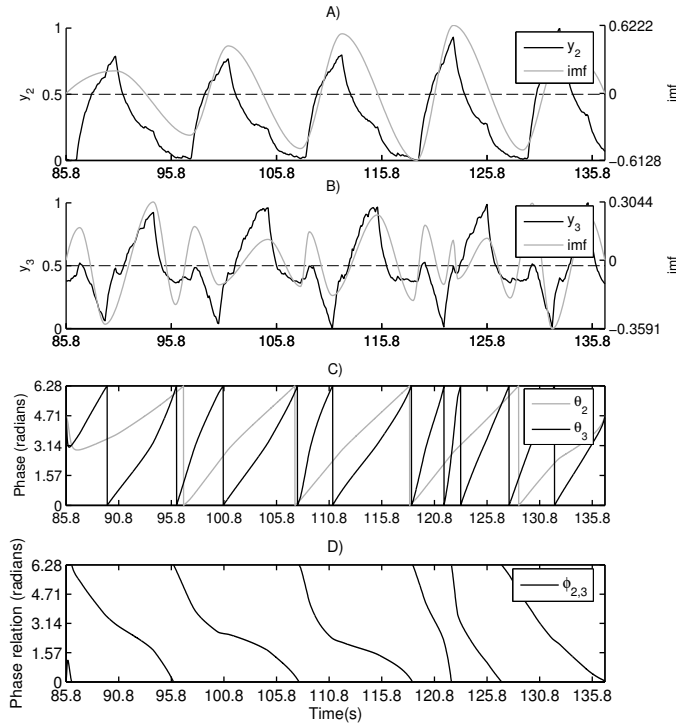 A)
1
0.5
0
y2
0.6222
0
−0.6128
imf
y2
imf
85.8 95.8 105.8 115.8 125.8 135.8
B)
1
0.5
0
y3
0.3044
0
−0.3591
imf
y3
imf
85.8 95.8 105.8 115.8 125.8 135.8
C)
6.28
4.71
3.14
1.57
0
Phase (radians)
θ2
θ3
85.8 90.8 95.8 100.8 105.8 110.8 115.8 120.8 125.8 130.8 135.8
D)
6.28
4.71
3.14
1.57
0
Phase relation (radians)
ϕ2,3
85.8 90.8 95.8 100.8 105.8 110.8 115.8 120.8 125.8 130.8 135.8
Time(s)